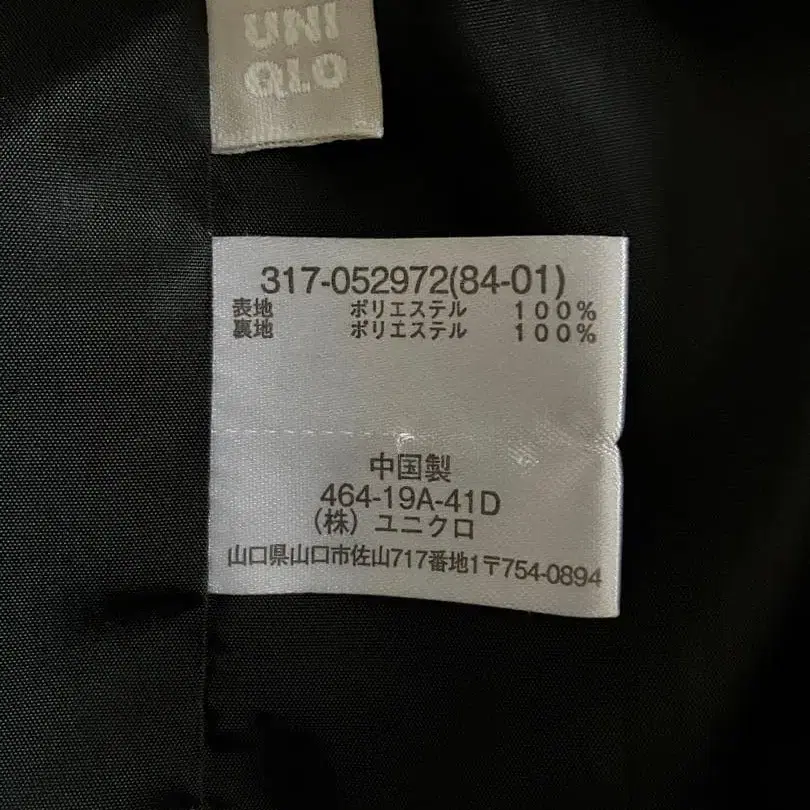 UNI
QLO
317-052972(84-01)
表地 ポリエステル 100%
裏地 ポリエステル 100%
中国製
464-19A-41D
(株) ユニクロ
山口県山口市佐山717番地1〒754-0894